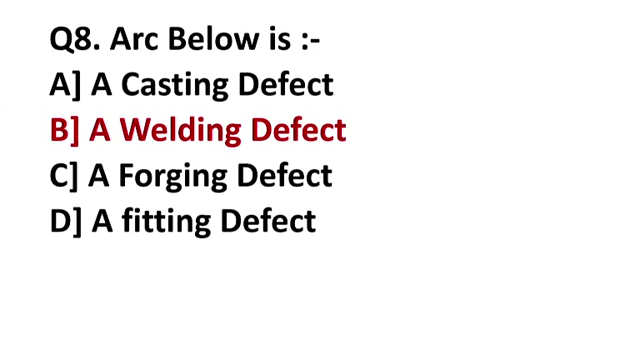 Q8. Arc Below is :-
A] A Casting Defect
B] A Welding Defect
C] A Forging Defect
D] A fitting Defect